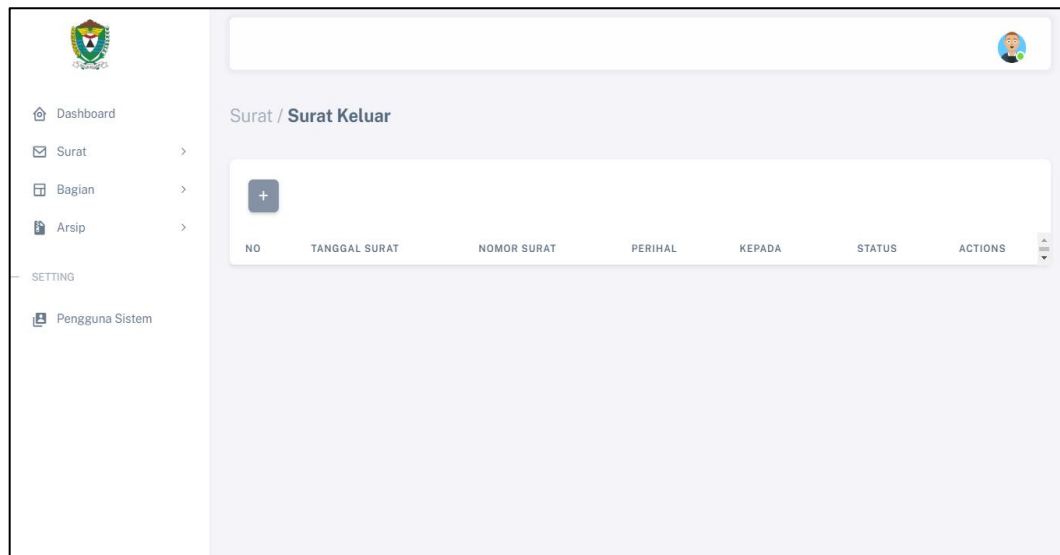 Dashboard
Surat
Bagian
Arsip
SETTING
Pengguna Sistem
Surat / Surat Keluar
+
NO TANGGAL SURAT NOMOR SURAT PERIHAL KEPADA STATUS ACTIONS